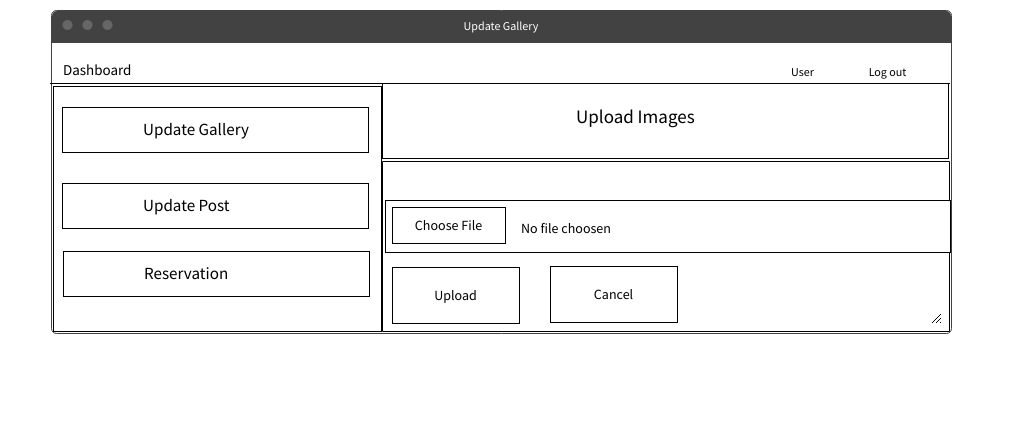 Update Gallery
Dashboard
User
Log out
Update Gallery
Update Post
Reservation
Upload Images
Choose File
No file choosen
Upload
Cancel